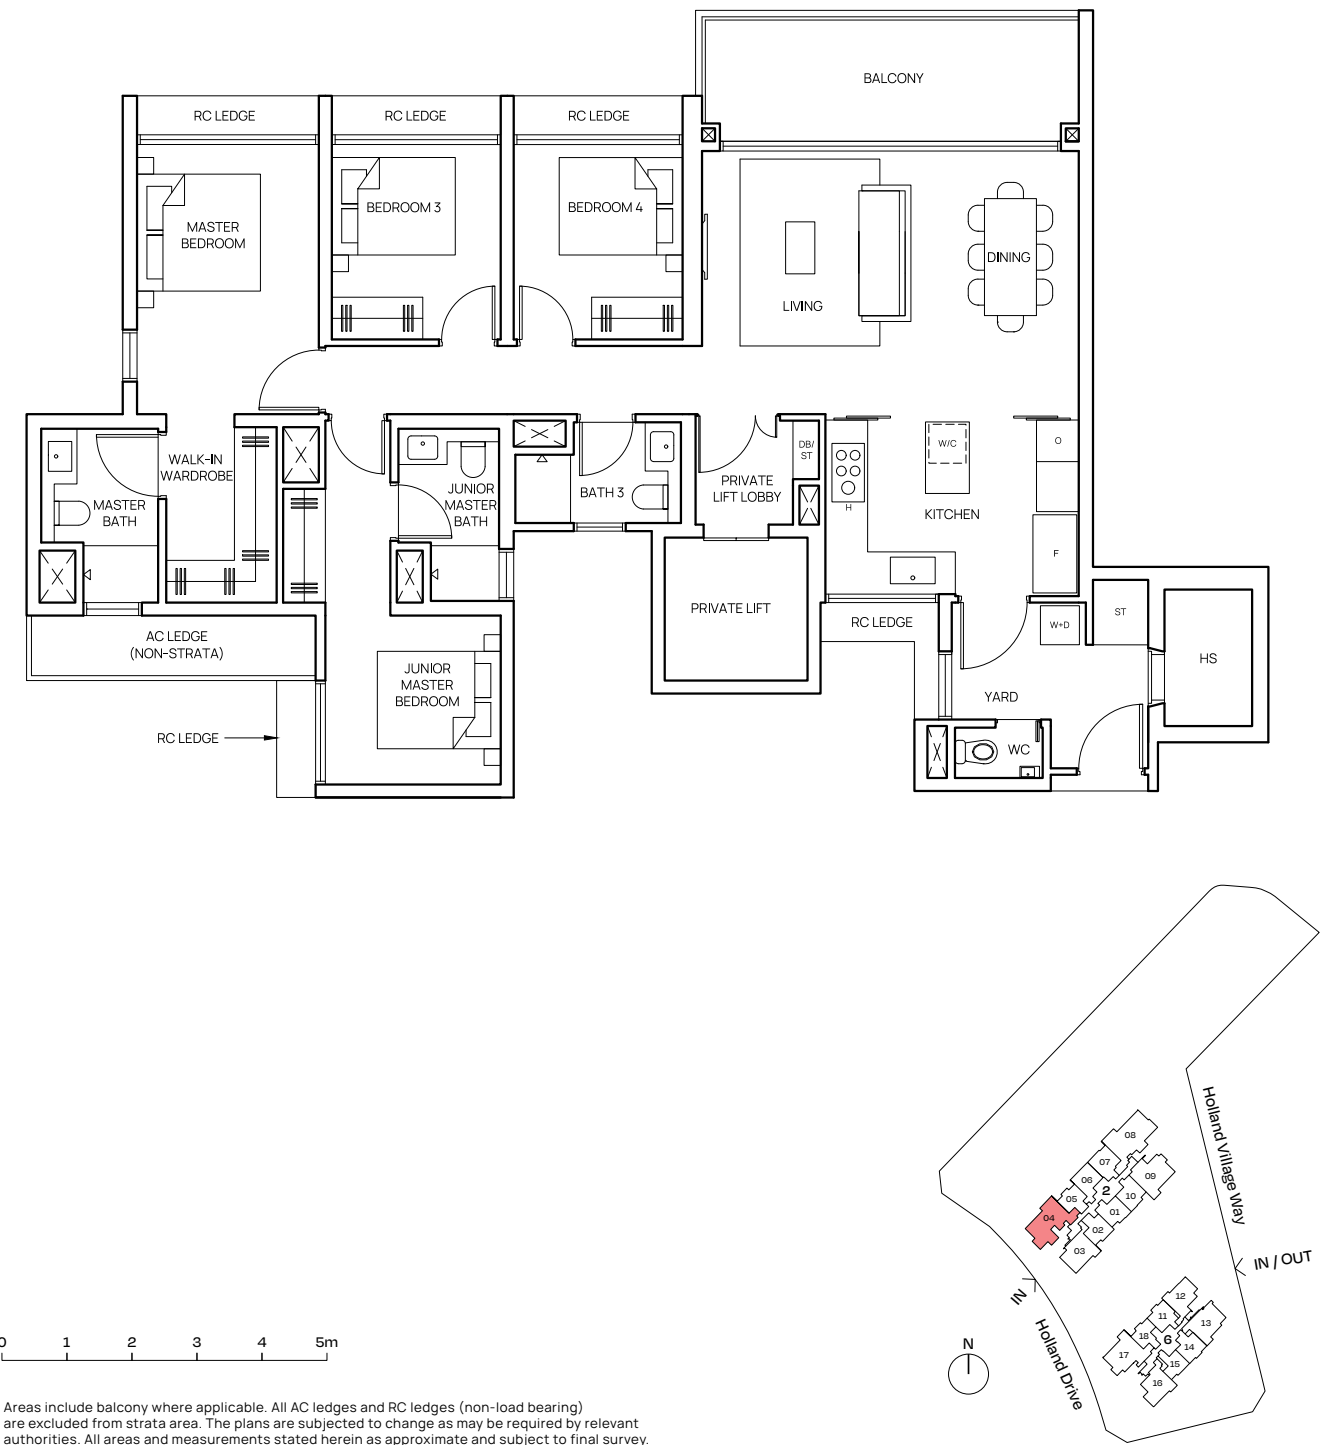 BALCONY
RC LEDGE
RC LEDGE
RC LEDGE
MASTER
BEDROOM
BEDROOM 3
BEDROOM 4
LIVING
DINING
WALK-IN
WARDROBE
MASTER
BATH
JUNIOR
MASTER
BATH
BATH 3
PRIVATE
LIFT LOBBY
DB/
ST
H
W/C
O
KITCHEN
F
PRIVATE LIFT
RC LEDGE
W+D
ST
HS
AC LEDGE
(NON-STRATA)
JUNIOR
MASTER
BEDROOM
RC LEDGE
YARD
WC
Holland Village Way
08
07
09
06
2
05
10
04
01
02
03
IN / OUT
IN
Holland Drive
12
11
13
18
6
14
17
15
16
N
0 1 2 3 4 5m
Areas include balcony where applicable. All AC ledges and RC ledges (non-load bearing)
are excluded from strata area. The plans are subjected to change as may be required by relevant
authorities. All areas and measurements stated herein as approximate and subject to final survey.